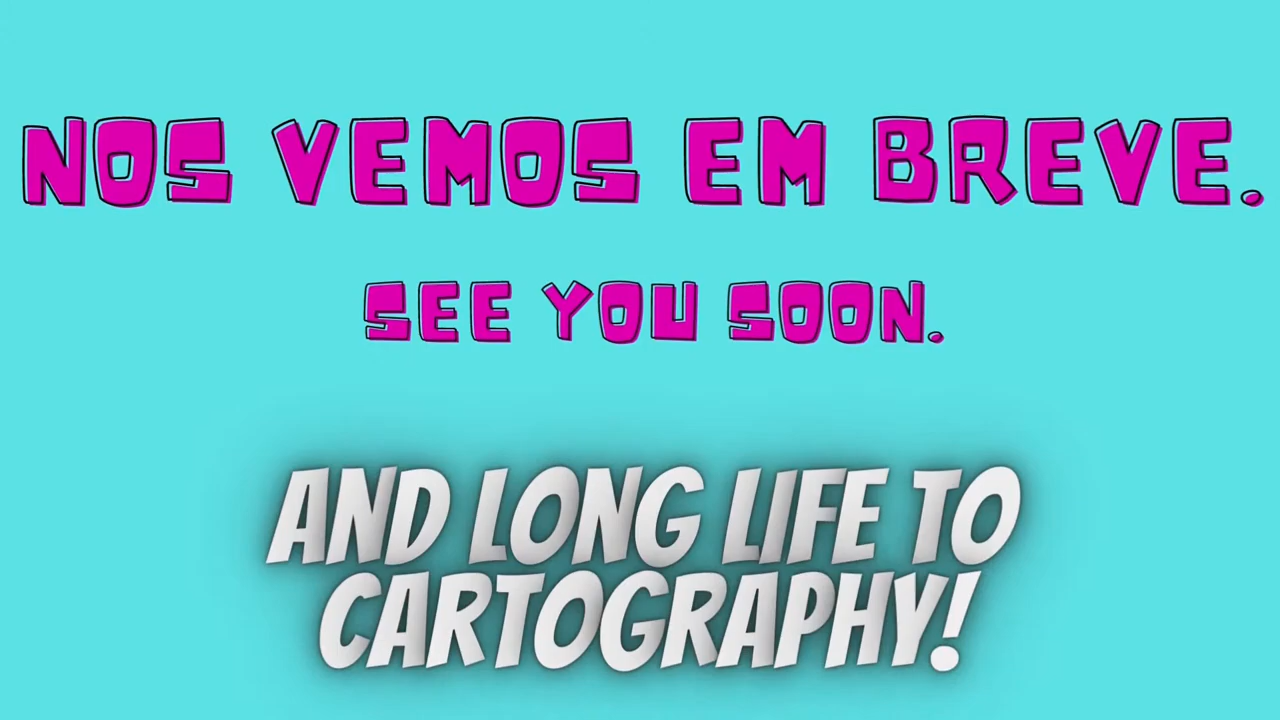 NOS VEMOS EM BREVE.
SEE YOU SOON.
AND LONG LIFE TO
CARTOGRAPHY!